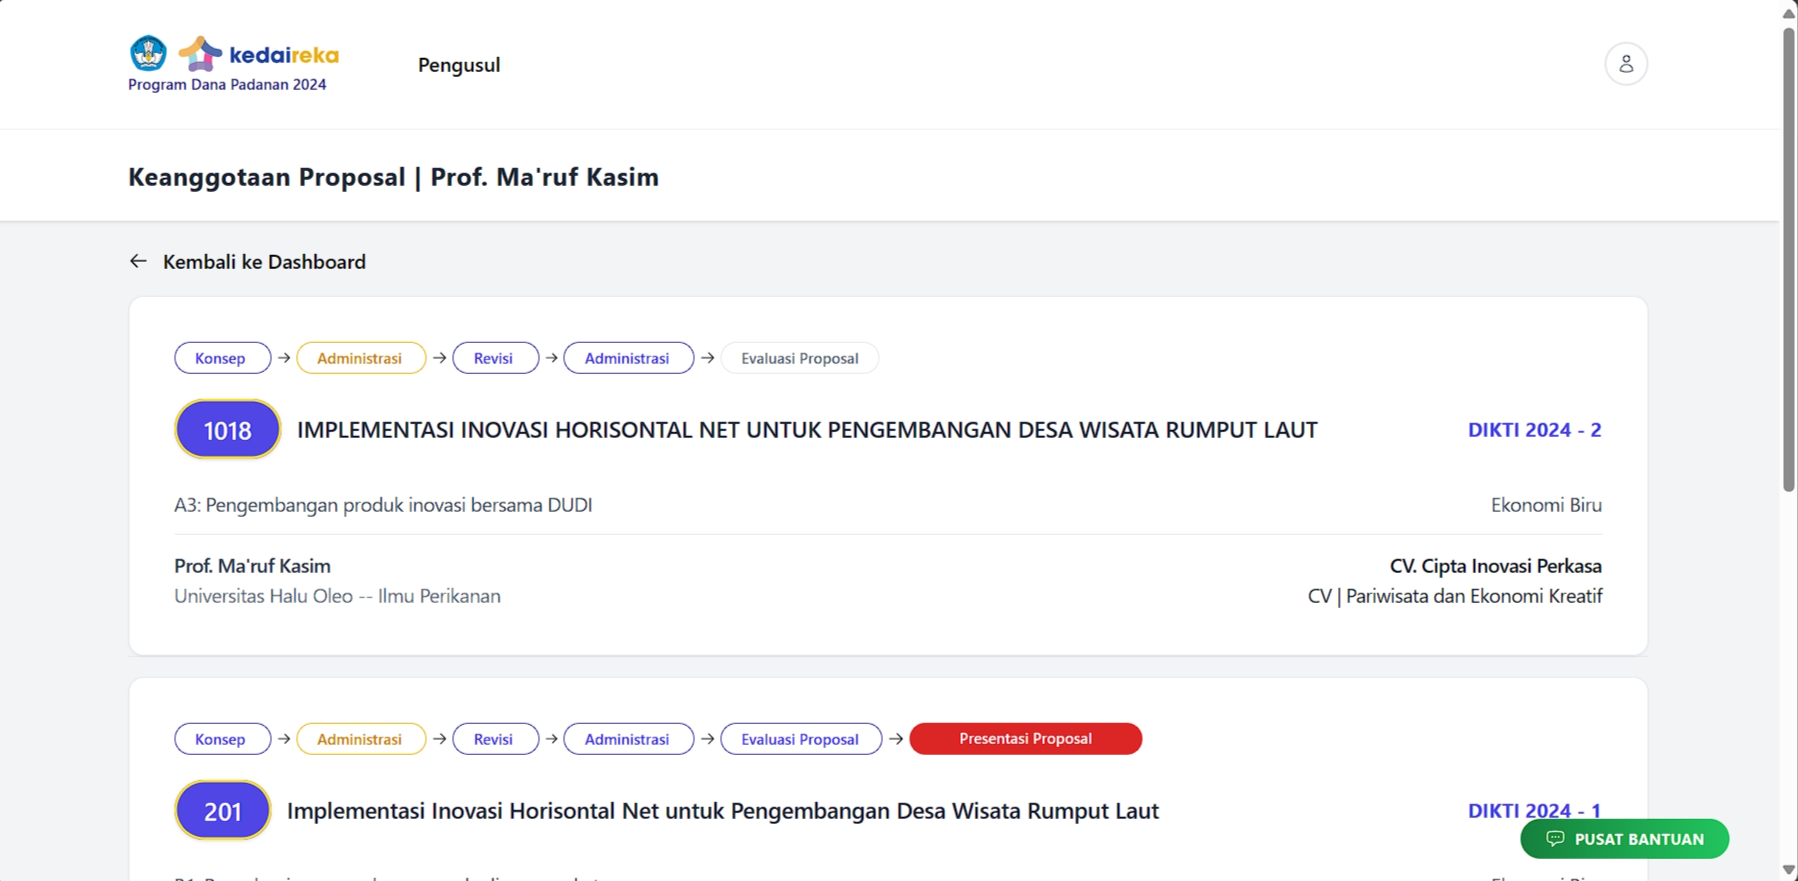 kedaireka
Program Dana Padanan 2024
Pengusul
Keanggotaan Proposal | Prof. Ma'ruf Kasim
← Kembali ke Dashboard
Konsep → Administrasi → Revisi → Administrasi → Evaluasi Proposal
1018 IMPLEMENTASI INOVASI HORISONTAL NET UNTUK PENGEMBANGAN DESA WISATA RUMPUT LAUT DIKTI 2024 - 2
A3: Pengembangan produk inovasi bersama DUDI Ekonomi Biru
Prof. Ma'ruf Kasim CV. Cipta Inovasi Perkasa
Universitas Halu Oleo -- Ilmu Perikanan CV | Pariwisata dan Ekonomi Kreatif
Konsep → Administrasi → Revisi → Administrasi → Evaluasi Proposal → Presentasi Proposal
201 Implementasi Inovasi Horisontal Net untuk Pengembangan Desa Wisata Rumput Laut DIKTI 2024 - 1
PUSAT BANTUAN